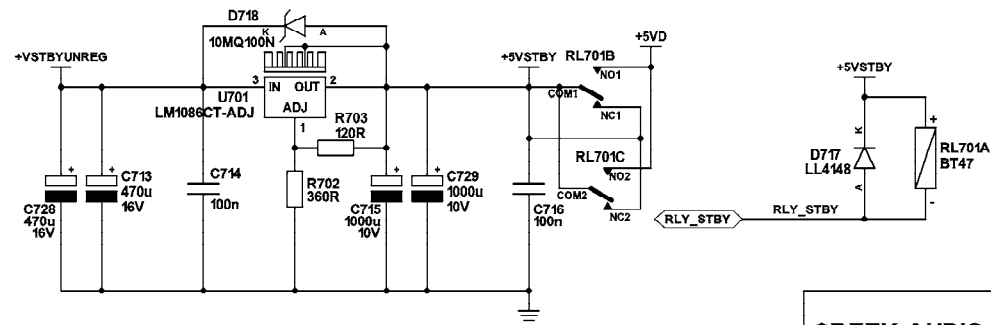 D718
K A
10MQ100N
+VSTBYUNREG
3 IN OUT 2
ADJ
1
U701
LM1086CT-ADJ
R703
120R
R702
360R
C714
100n
C713
470u
16V
C728
470u
16V
C715
1000u
10V
C729
1000u
10V
C716
100n
+5VSTBY
RL701B
+5VD
NO1
COM1
NC1
RL701C
NO2
COM2
NC2
+5VSTBY
K
D717
LL4148
A
+
RL701A
BT47
-
RLY_STBY
RLY_STBY